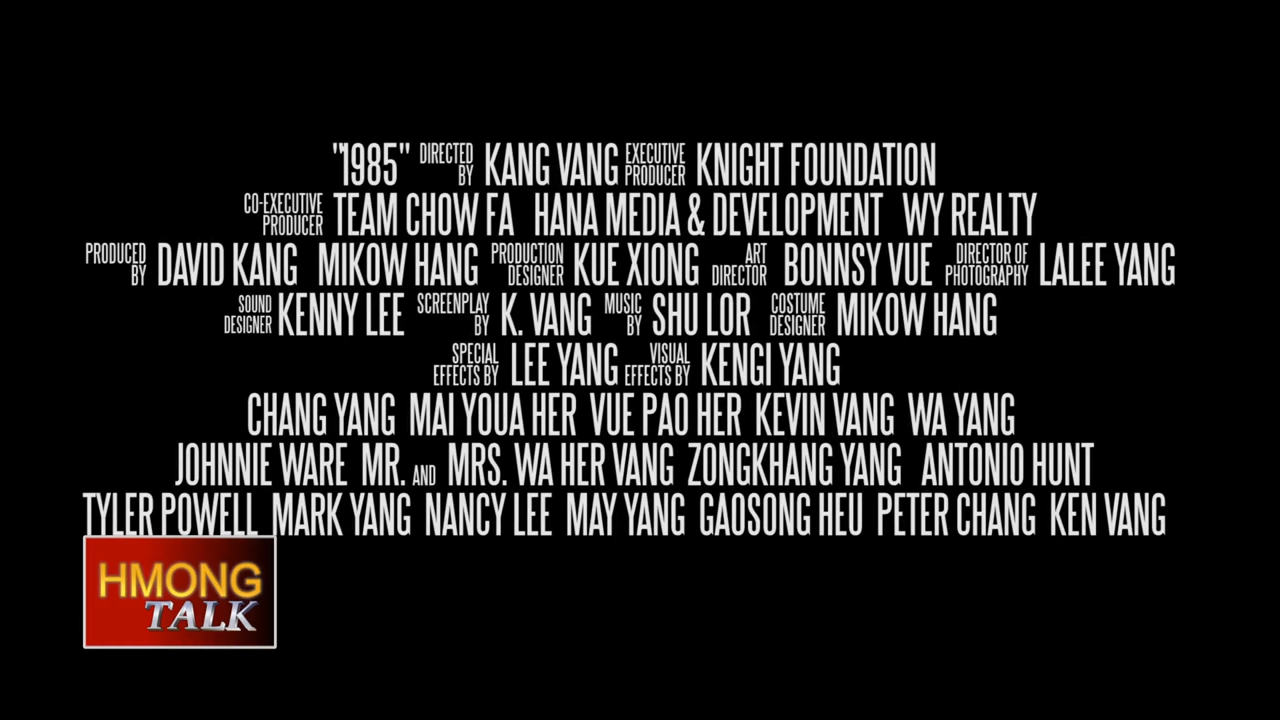 "1985" DIRECTED BY KANG VANG EXECUTIVE PRODUCER KNIGHT FOUNDATION
CO-EXECUTIVE PRODUCER TEAM CHOW FA HANA MEDIA & DEVELOPMENT WY REALTY
PRODUCED BY DAVID KANG MIKOW HANG PRODUCTION DESIGNER KUE XIONG ART DIRECTOR BONNSY VUE DIRECTOR OF PHOTOGRAPHY LALEE YANG
SOUND DESIGNER KENNY LEE SCREENPLAY BY K. VANG MUSIC BY SHU LOR COSTUME DESIGNER MIKOW HANG
SPECIAL EFFECTS BY LEE YANG VISUAL EFFECTS BY KENGI YANG
CHANG YANG MAI YOUA HER VUE PAO HER KEVIN VANG WA YANG
JOHNNIE WARE MR. AND MRS. WA HER VANG ZONGKHANG YANG ANTONIO HUNT
TYLER POWELL MARK YANG NANCY LEE MAY YANG GAOSONG HEU PETER CHANG KEN VANG
HMONG
TALK